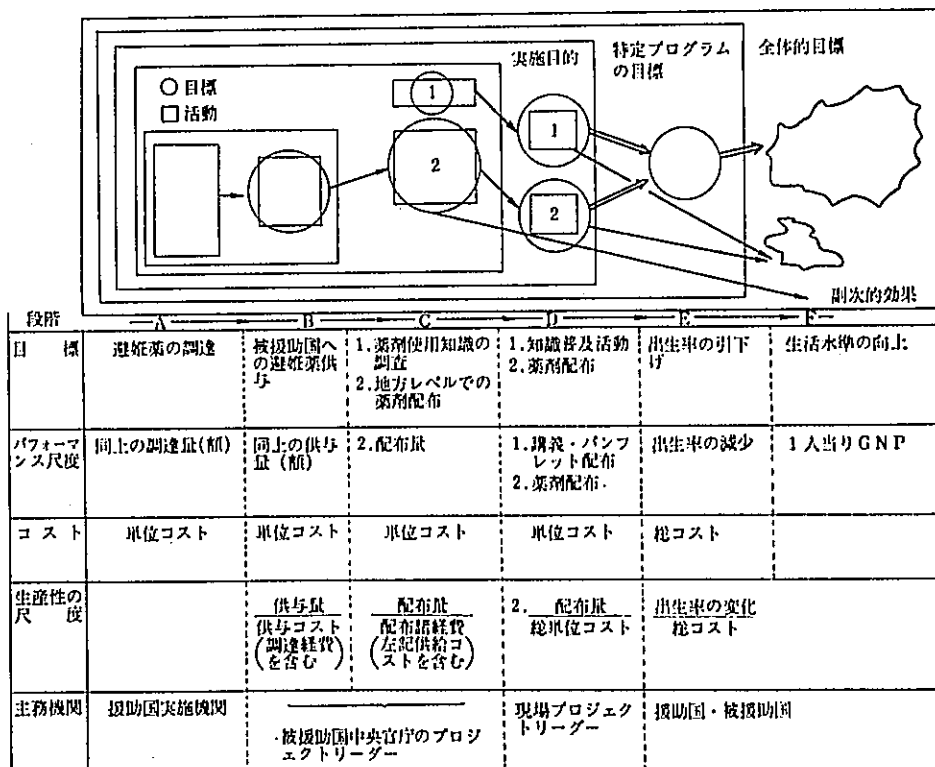 実施目的
特定プログラム
の目標
全体的目標
○目標
□活動
1
2
1
2
副次的効果
段階
A
B
C
D
E
F
目標
避妊薬の調達
被援助国へ
の避妊薬供
与
1.薬剤使用知識の
調査
2.地方レベルでの
薬剤配布
1.知識普及活動
2.薬剤配布
出生率の引下
げ
生活水準の向上
パフォーマ
ンス尺度
同上の調達量(額)
同上の供与
量(額)
2.配布量
1.講義・パンフ
レット配布
2.薬剤配布.
出生率の減少
1人当りGNP
コスト
単位コスト
単位コスト
単位コスト
単位コスト
総コスト
生産性の
尺度
供与量
供与コスト
(調達経費
を含む)
配布量
配布諸経費
(左記供給コ
ストを含む)
2. 配布量
総単位コスト
出生率の変化
総コスト
主務機関
援助国実施機関
・被援助国中央官庁のプロジ
ェクトリーダー
現場プロジェク
トリーダー
援助国・被援助国